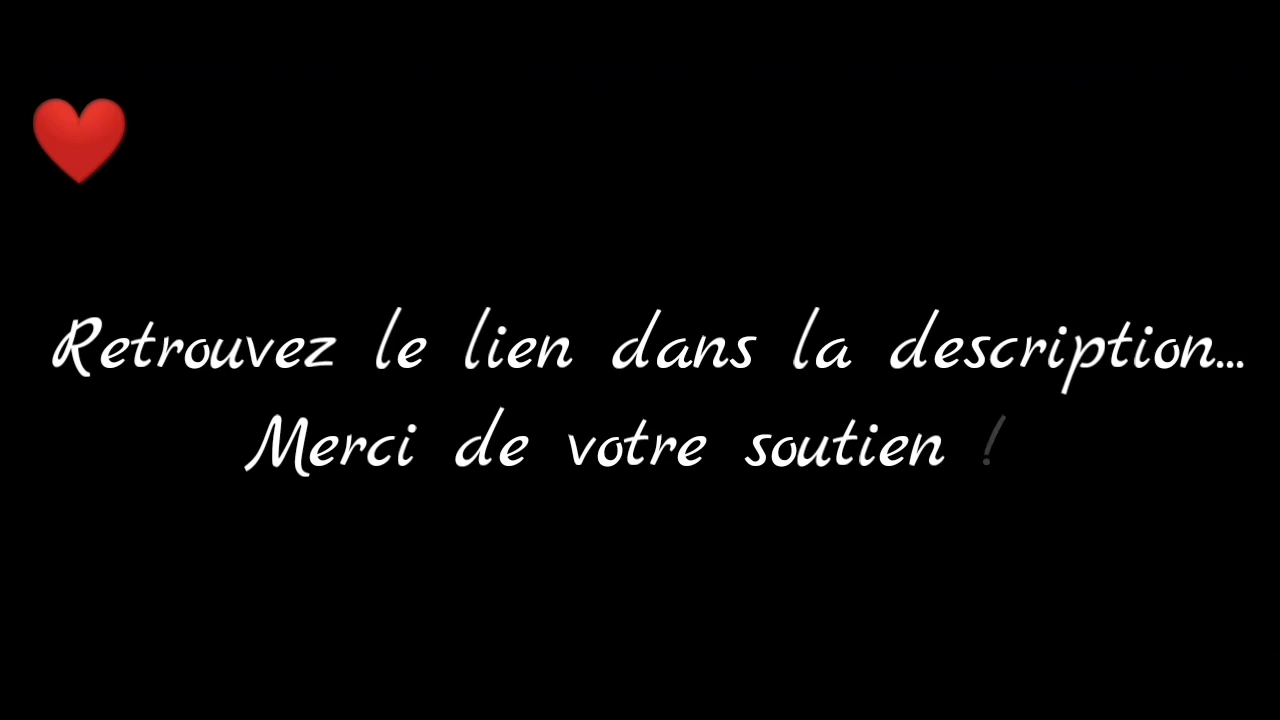 Retrouvez le lien dans la description...
Merci de votre soutien !